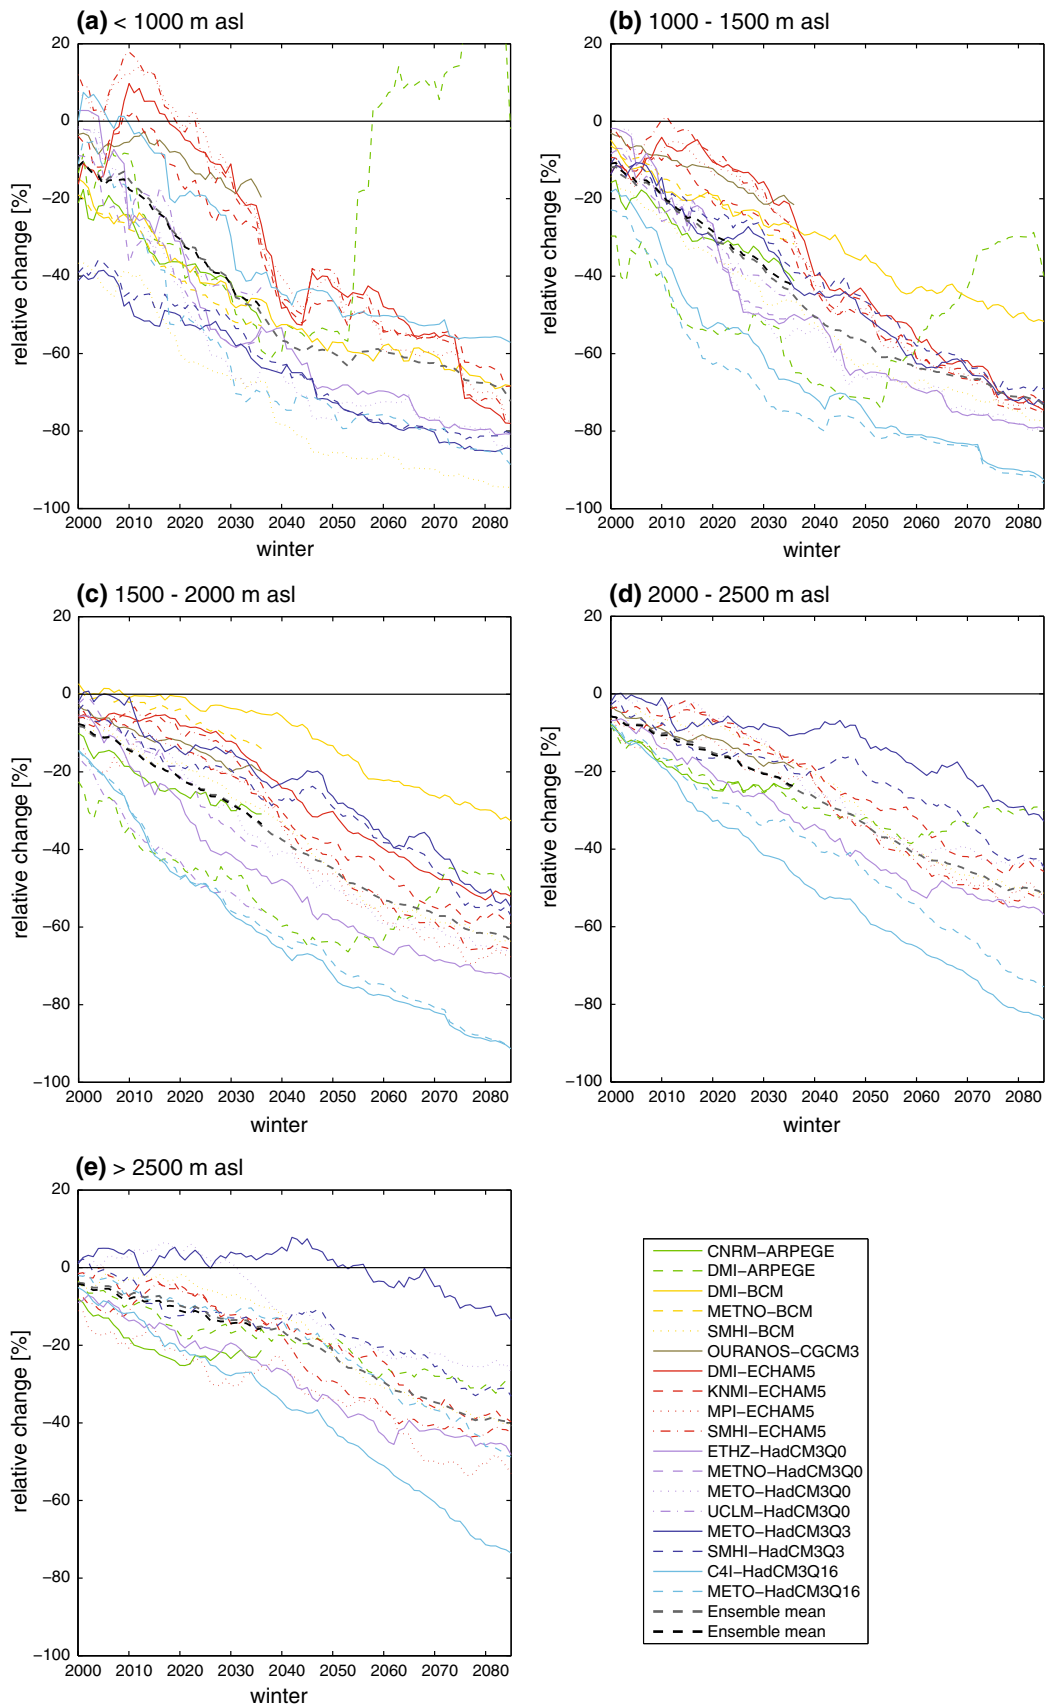 (a) < 1000 m asl
20
0
−20
−40
−60
−80
−100
relative change [%]
2000 2010 2020 2030 2040 2050 2060 2070 2080
winter
(b) 1000 - 1500 m asl
20
0
−20
−40
−60
−80
−100
relative change [%]
2000 2010 2020 2030 2040 2050 2060 2070 2080
winter
(c) 1500 - 2000 m asl
20
0
−20
−40
−60
−80
−100
relative change [%]
2000 2010 2020 2030 2040 2050 2060 2070 2080
winter
(d) 2000 - 2500 m asl
20
0
−20
−40
−60
−80
−100
relative change [%]
2000 2010 2020 2030 2040 2050 2060 2070 2080
winter
(e) > 2500 m asl
20
0
−20
−40
−60
−80
−100
relative change [%]
2000 2010 2020 2030 2040 2050 2060 2070 2080
winter
CNRM−ARPEGE
DMI−ARPEGE
DMI−BCM
METNO−BCM
SMHI−BCM
OURANOS−CGCM3
DMI−ECHAM5
KNMI−ECHAM5
MPI−ECHAM5
SMHI−ECHAM5
ETHZ−HadCM3Q0
METNO−HadCM3Q0
METO−HadCM3Q0
UCLM−HadCM3Q0
METO−HadCM3Q3
SMHI−HadCM3Q3
C4I−HadCM3Q16
METO−HadCM3Q16
Ensemble mean
Ensemble mean